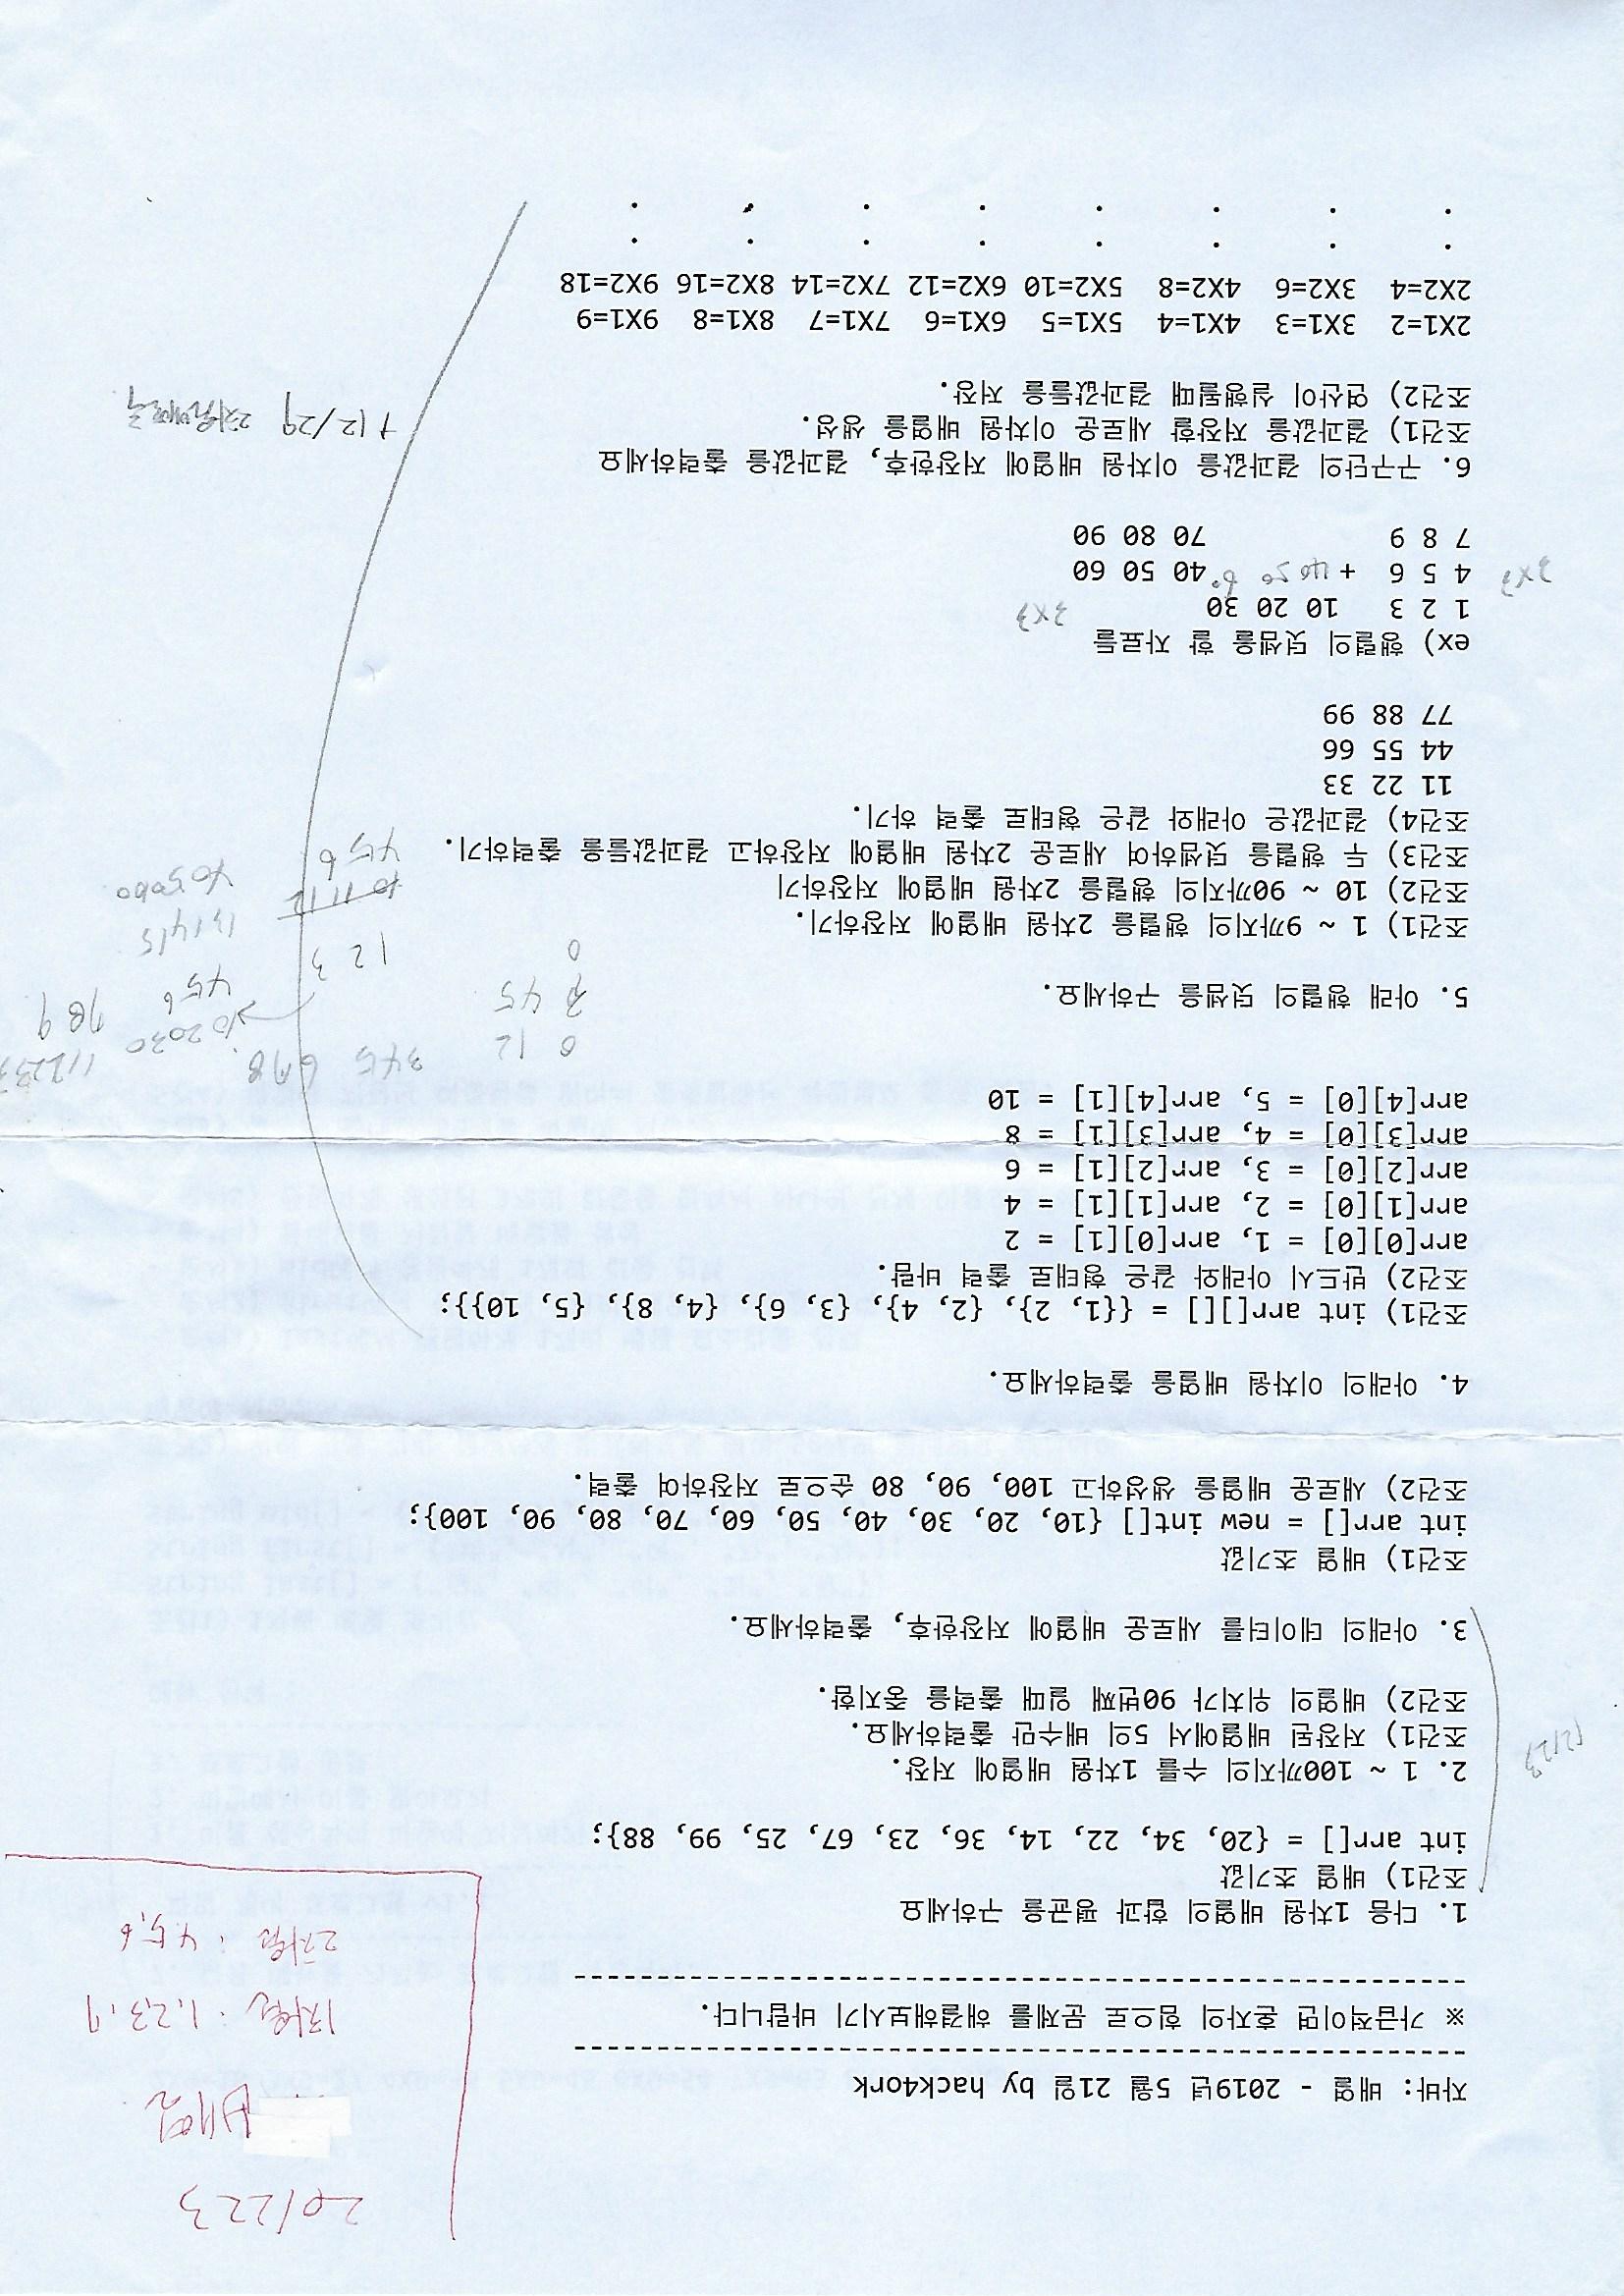 201223
배열
1차원 : 1,2,3,7
2차원 : 4,5,6
자바: 배열 - 2019년 5월 21일 by hack4ork
------------------------------------------------------
※ 가급적이면 혼자의 힘으로 문제를 해결해보시기 바랍니다.
------------------------------------------------------
1. 다음 1차원 배열의 합과 평균을 구하세요
조건1) 배열 초기값
int arr[] = {20, 34, 22, 14, 36, 23, 67, 25, 99, 88};
12123
2. 1 ~ 100까지의 수를 1차원 배열에 저장.
조건1) 저장된 배열에서 5의 배수만 출력하세요.
조건2) 배열의 위치가 90번째 일때 출력을 중지함.
3. 아래의 데이터를 새로운 배열에 저장한후, 출력하세요.
조건1) 배열 초기값
int arr[] = new int[] {10, 20, 30, 40, 50, 60, 70, 80, 90, 100};
조건2) 새로운 배열을 생성하고 100, 90, 80 순으로 저장하여 출력.
4. 아래의 이차원 배열을 출력하세요.
조건1) int arr[][] = {{1, 2}, {2, 4}, {3, 6}, {4, 8}, {5, 10}};
조건2) 반드시 아래와 같은 형태로 출력 바람.
arr[0][0] = 1, arr[0][1] = 2
arr[1][0] = 2, arr[1][1] = 4
arr[2][0] = 3, arr[2][1] = 6
arr[3][0] = 4, arr[3][1] = 8
arr[4][0] = 5, arr[4][1] = 10
0 12 345 678 102030 112233
45 456 789
0
123 131415
10 11 12
456
5. 아래 행렬의 덧셈을 구하세요.
조건1) 1 ~ 9까지의 행렬을 2차원 배열에 저장하기.
조건2) 10 ~ 90까지의 행렬을 2차원 배열에 저장하기
조건3) 두 행렬을 덧셈하여 새로운 2차원 배열에 저장하고 결과값들을 출력하기.
조건4) 결과값은 아래와 같은 형태로 출력 하기.
11 22 33
44 55 66
77 88 99
ex) 행렬의 덧셈을 할 자료들
1 2 3 10 20 30 3x3
3x3 4 5 6 + 40 50 60 40 50 60
7 8 9 70 80 90
6. 구구단의 결과값을 이차원 배열에 저장한후, 결과값을 출력하세요
조건1) 결과값을 저장할 새로운 이차원 배열을 생성.
조건2) 연산이 실행될때 결과값들을 저장.
12/29
2X1=2 3X1=3 4X1=4 5X1=5 6X1=6 7X1=7 8X1=8 9X1=9
2X2=4 3X2=6 4X2=8 5X2=10 6X2=12 7X2=14 8X2=16 9X2=18
. . . . . . . .
. . . . . . . .